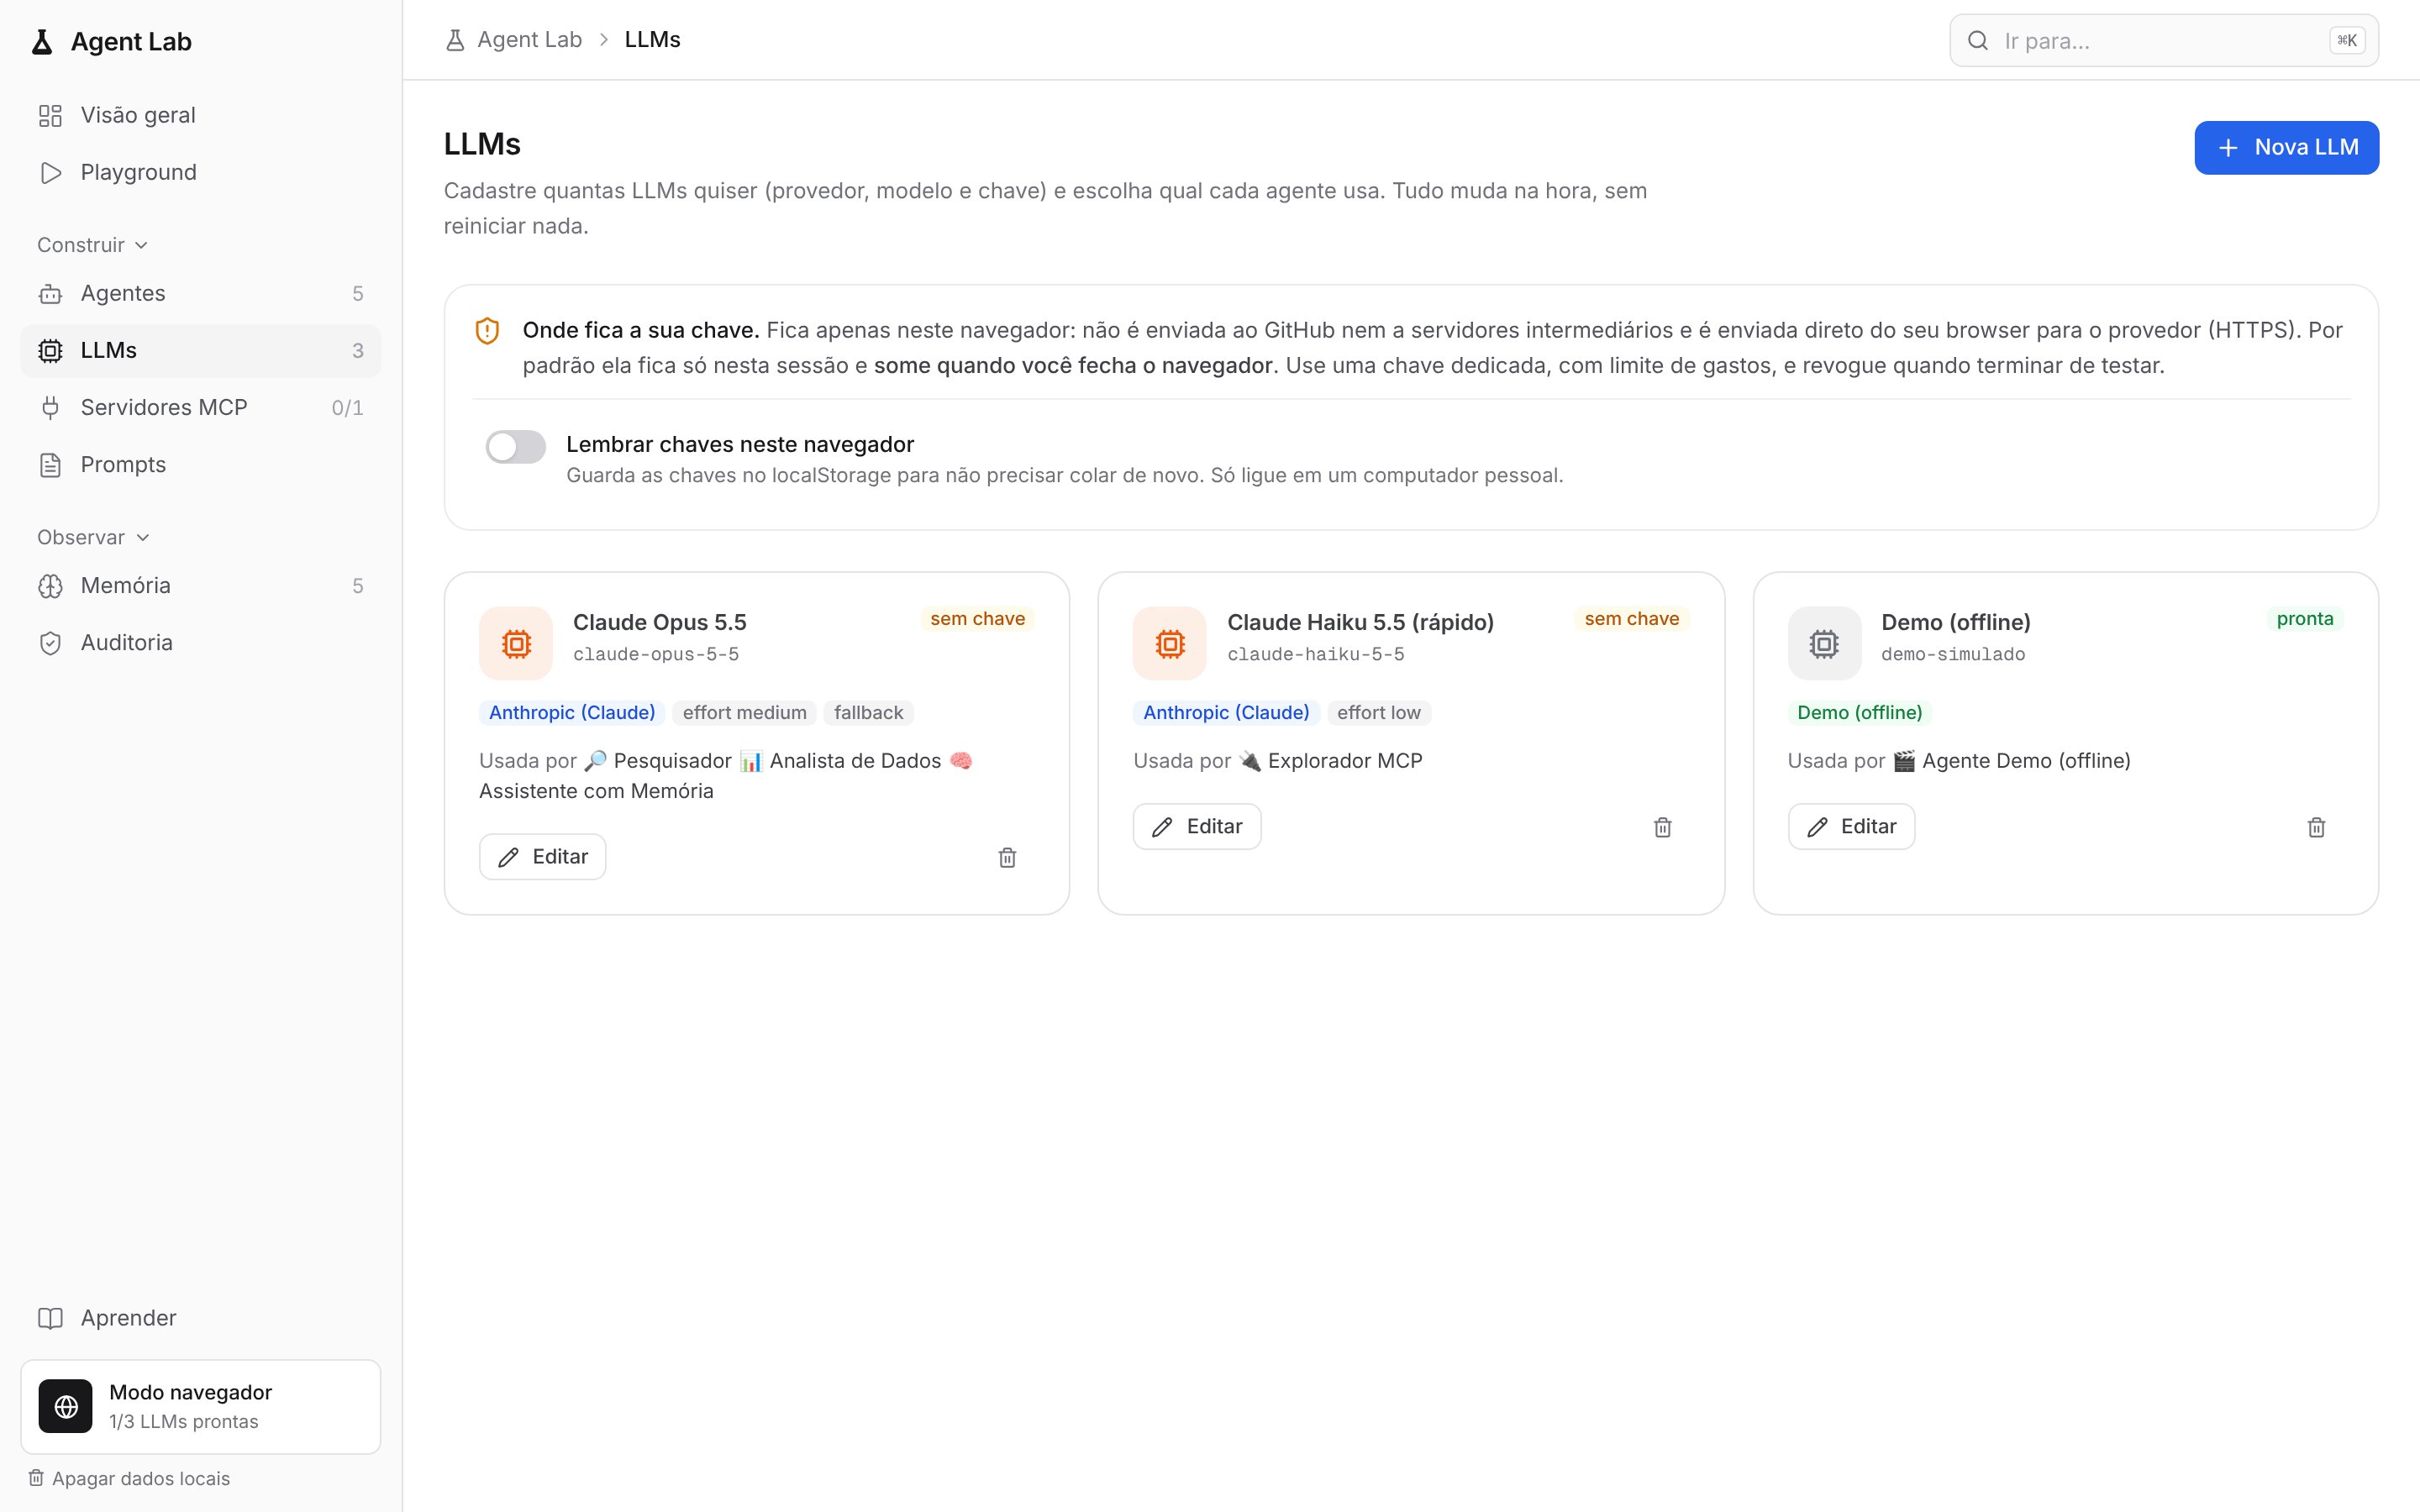 Agent Lab
Visão geral
Playground
Construir
Agentes 5
LLMs 3
Servidores MCP 0/1
Prompts
Observar
Memória 5
Auditoria
Aprender
Modo navegador
1/3 LLMs prontas
Apagar dados locais
Agent Lab > LLMs
Ir para... ⌘K
LLMs
Nova LLM
Cadastre quantas LLMs quiser (provedor, modelo e chave) e escolha qual cada agente usa. Tudo muda na hora, sem
reiniciar nada.
Onde fica a sua chave. Fica apenas neste navegador: não é enviada ao GitHub nem a servidores intermediários e é enviada direto do seu browser para o provedor (HTTPS). Por
padrão ela fica só nesta sessão e some quando você fecha o navegador. Use uma chave dedicada, com limite de gastos, e revogue quando terminar de testar.
Lembrar chaves neste navegador
Guarda as chaves no localStorage para não precisar colar de novo. Só ligue em um computador pessoal.
Claude Opus 5.5 sem chave
claude-opus-5-5
Anthropic (Claude) effort medium fallback
Usada por 🔎 Pesquisador 📊 Analista de Dados 🧠
Assistente com Memória
Editar
Claude Haiku 5.5 (rápido) sem chave
claude-haiku-5-5
Anthropic (Claude) effort low
Usada por 🔌 Explorador MCP
Editar
Demo (offline) pronta
demo-simulado
Demo (offline)
Usada por 🎬 Agente Demo (offline)
Editar